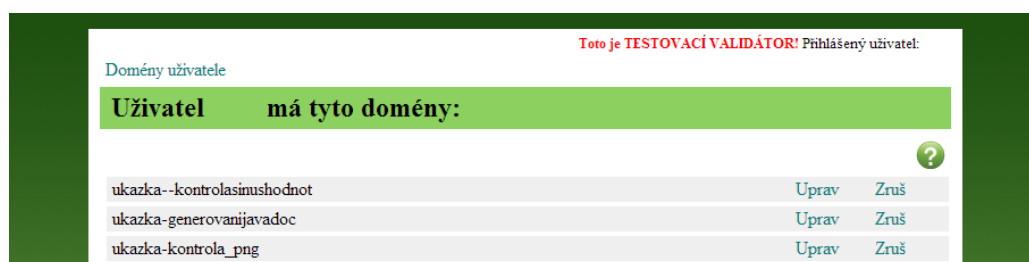 Toto je TESTOVACÍ VALIDÁTOR! Přihlášený uživatel:
Domény uživatele
Uživatel má tyto domény:
?
ukazka--kontrolasinushodnot Uprav Zruš
ukazka-generovanijavadoc Uprav Zruš
ukazka-kontrola_png Uprav Zruš